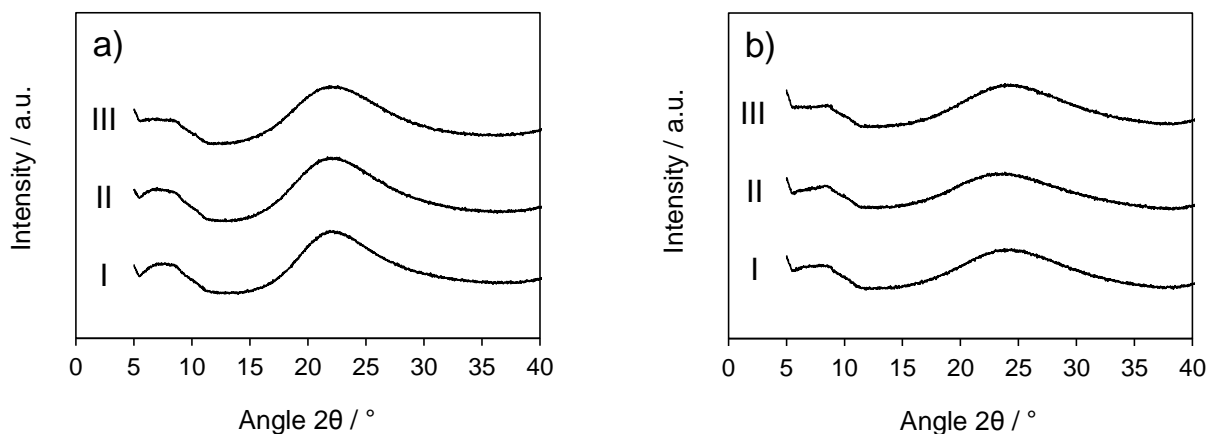 a)
III
II
I
Intensity / a.u.
0 5 10 15 20 25 30 35 40
Angle 2θ / °
b)
III
II
I
Intensity / a.u.
0 5 10 15 20 25 30 35 40
Angle 2θ / °